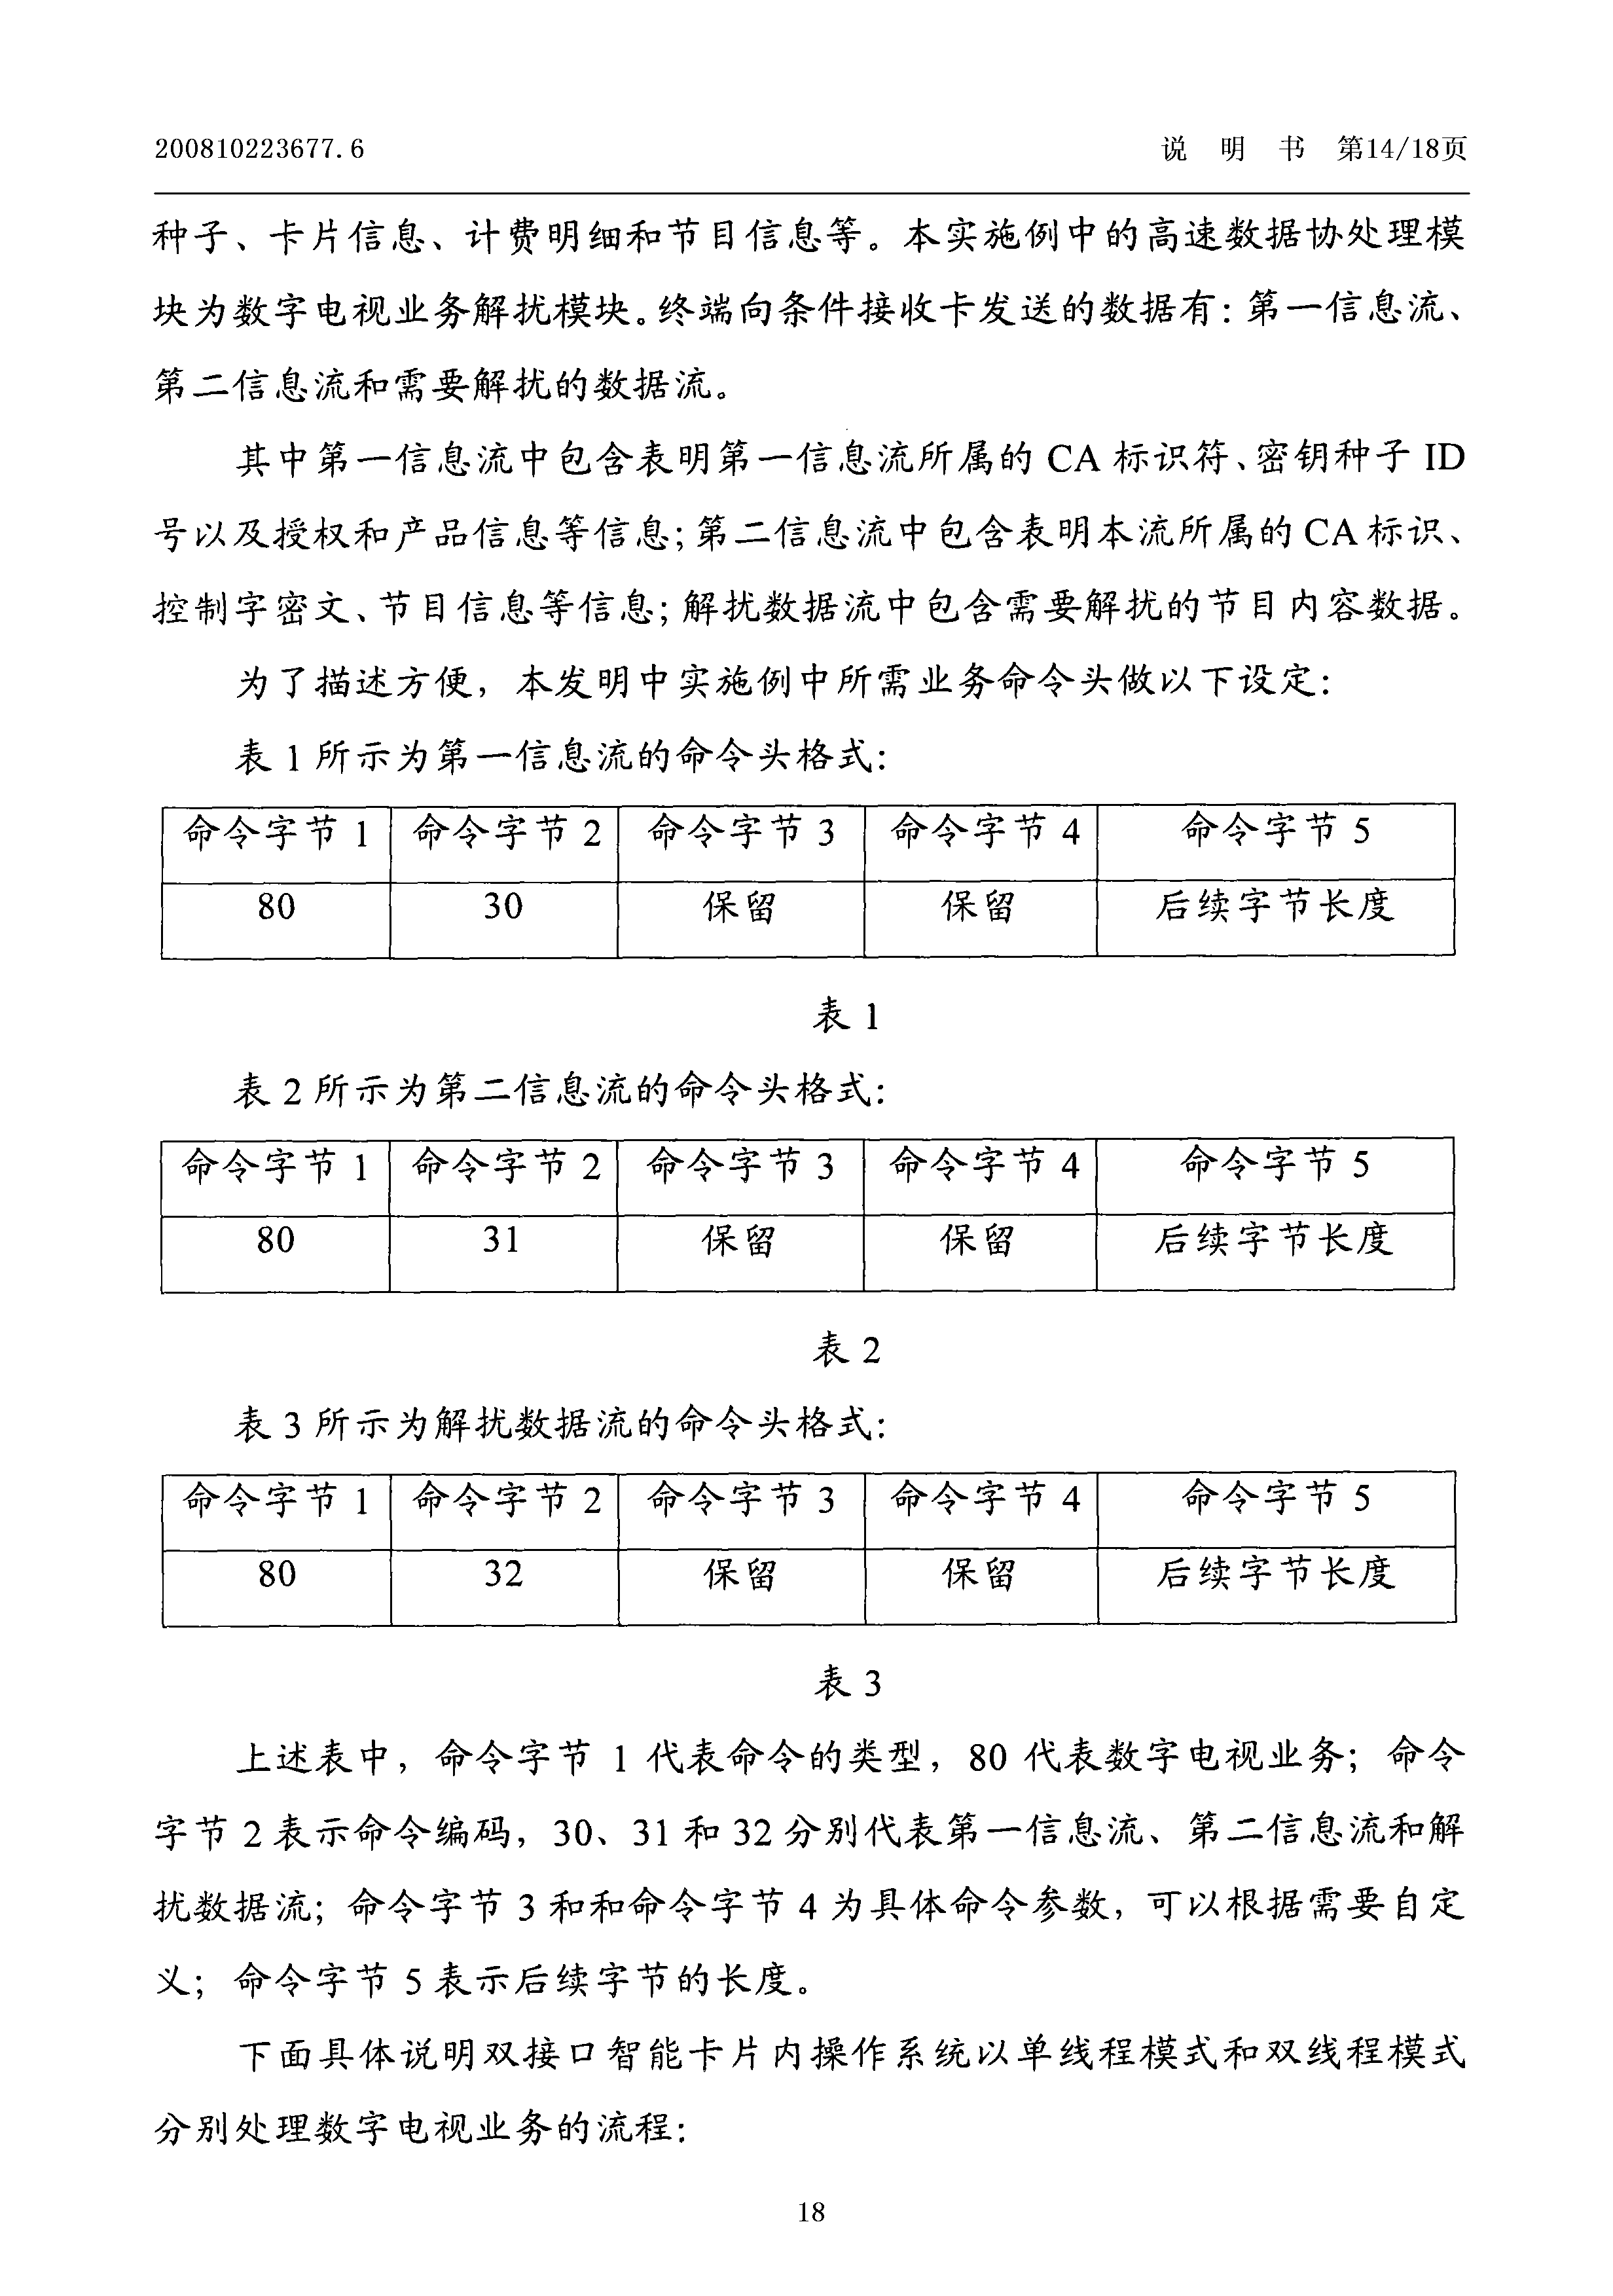 200810223677.6 说 明 书 第14/18页
种子、卡片信息、计费明细和节目信息等。本实施例中的高速数据协处理模
块为数字电视业务解扰模块。终端向条件接收卡发送的数据有：第一信息流、
第二信息流和需要解扰的数据流。
其中第一信息流中包含表明第一信息流所属的 CA 标识符、密钥种子 ID
号以及授权和产品信息等信息；第二信息流中包含表明本流所属的 CA 标识、
控制字密文、节目信息等信息；解扰数据流中包含需要解扰的节目内容数据。
为了描述方便，本发明中实施例中所需业务命令头做以下设定：
表 1 所示为第一信息流的命令头格式：
命令字节 1 命令字节 2 命令字节 3 命令字节 4 命令字节 5
80 30 保留 保留 后续字节长度
表 1
表 2 所示为第二信息流的命令头格式：
命令字节 1 命令字节 2 命令字节 3 命令字节 4 命令字节 5
80 31 保留 保留 后续字节长度
表 2
表 3 所示为解扰数据流的命令头格式：
命令字节 1 命令字节 2 命令字节 3 命令字节 4 命令字节 5
80 32 保留 保留 后续字节长度
表 3
上述表中，命令字节 1 代表命令的类型，80 代表数字电视业务；命令
字节 2 表示命令编码，30、31 和 32 分别代表第一信息流、第二信息流和解
扰数据流；命令字节 3 和和命令字节 4 为具体命令参数，可以根据需要自定
义；命令字节 5 表示后续字节的长度。
下面具体说明双接口智能卡片内操作系统以单线程模式和双线程模式
分别处理数字电视业务的流程：
18